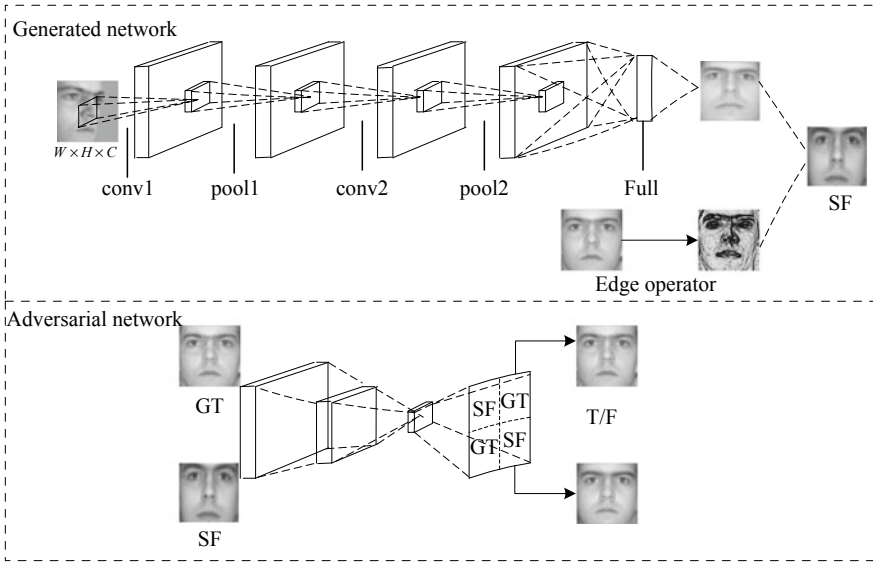 Generated network
W×H×C
conv1
pool1
conv2
pool2
Full
SF
Edge operator
Adversarial network
GT
SF
GT
GT
SF
T/F
SF